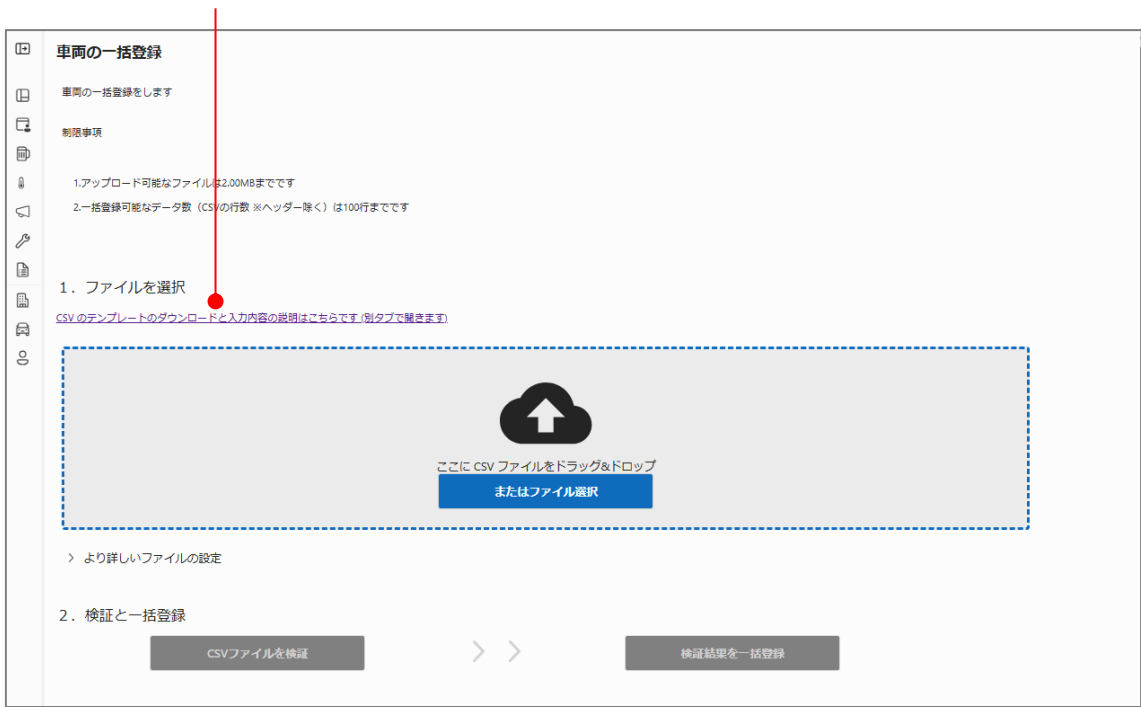 車両の一括登録
車両の一括登録をします
制限事項
1.アップロード可能なファイルは2.00MBまでです
2.一括登録可能なデータ数（CSVの行数 ※ヘッダー除く）は100行までです
1．ファイルを選択
CSV のテンプレートのダウンロードと入力内容の説明はこちらです (別タブで開きます)
ここに CSV ファイルをドラッグ&ドロップ
またはファイル選択
より詳しいファイルの設定
2．検証と一括登録
CSVファイルを検証
検証結果を一括登録